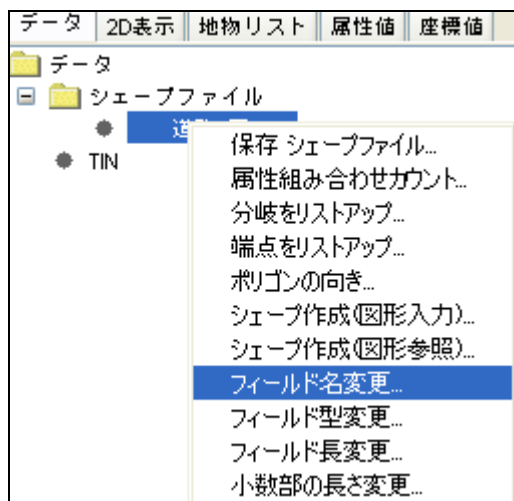 データ 2D表示 地物リスト 属性値 座標値
データ
シェープファイル
TIN
保存 シェープファイル...
属性組み合わせカウント...
分岐をリストアップ...
端点をリストアップ...
ポリゴンの向き...
シェープ作成(図形入力)...
シェープ作成(図形参照)...
フィールド名変更...
フィールド型変更...
フィールド長変更...
小数部の長さ変更...